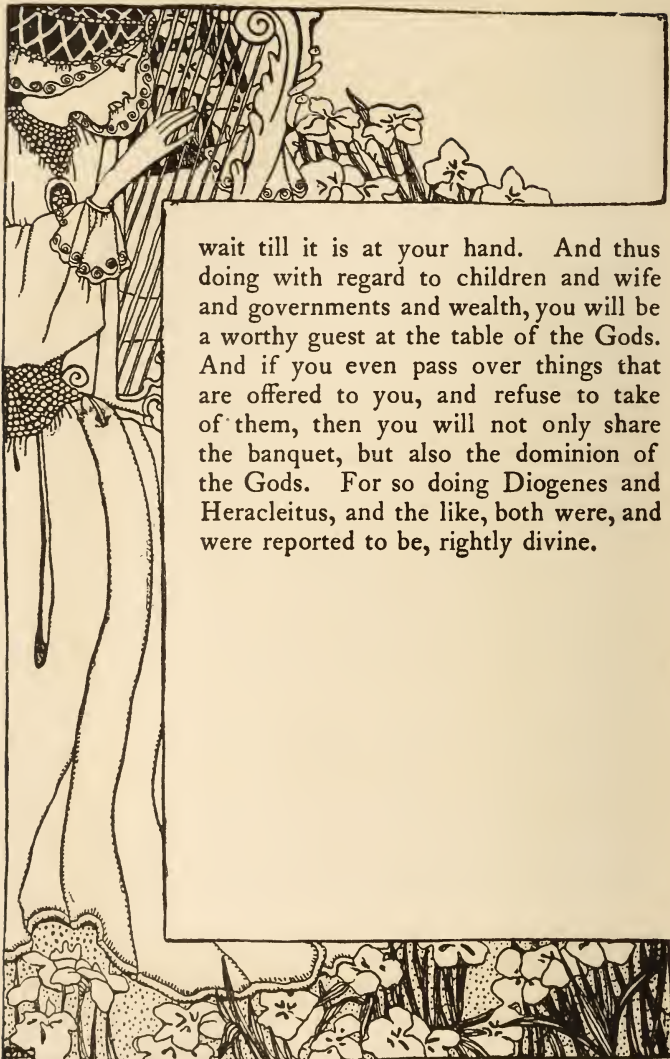 wait till it is at your hand. And thus
doing with regard to children and wife
and governments and wealth, you will be
a worthy guest at the table of the Gods.
And if you even pass over things that
are offered to you, and refuse to take
of them, then you will not only share
the banquet, but also the dominion of
the Gods. For so doing Diogenes and
Heracleitus, and the like, both were, and
were reported to be, rightly divine.